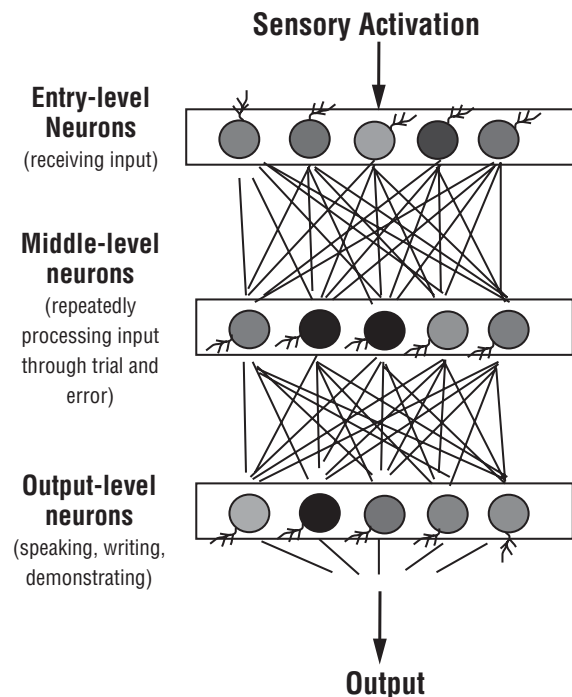 Sensory Activation
Entry-level
Neurons
(receiving input)
Middle-level
neurons
(repeatedly
processing input
through trial and
error)
Output-level
neurons
(speaking, writing,
demonstrating)
Output